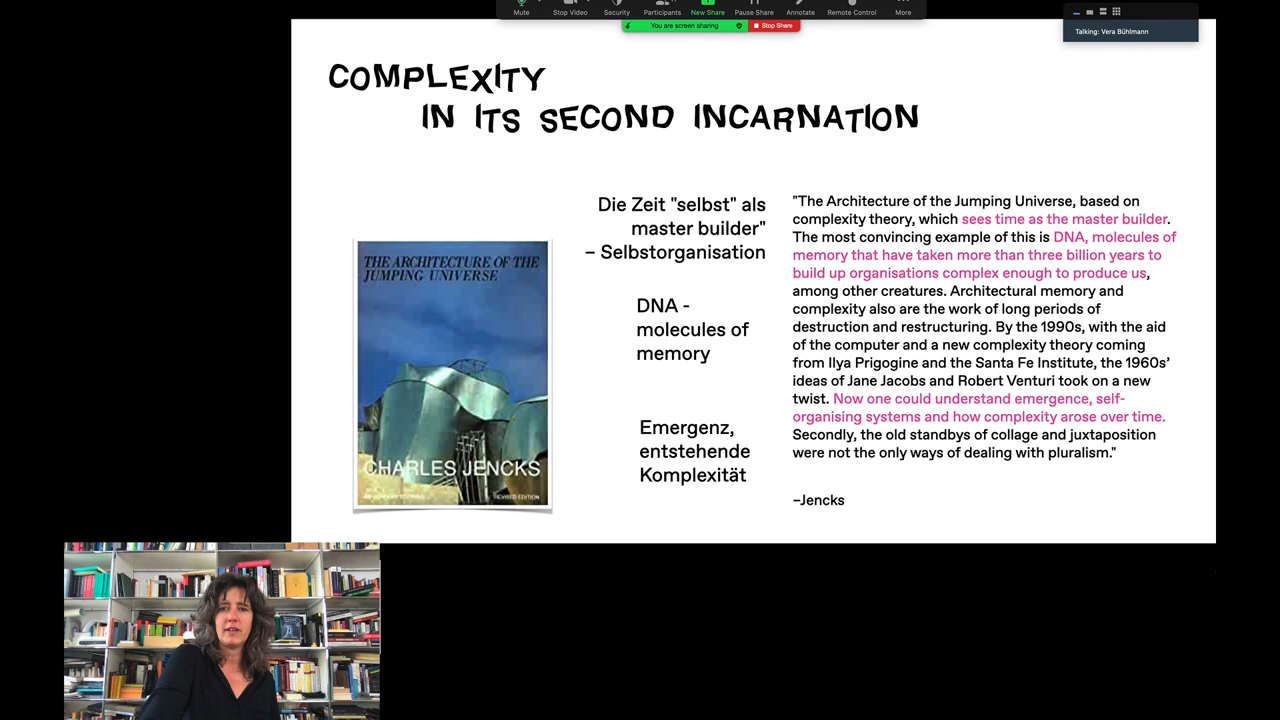 Mute
Stop Video
Security
Participants
New Share
Pause Share
Annotate
Remote Control
More
You are screen sharing
Stop Share
Talking: Vera Bühlmann
COMPLEXITY
IN ITS SECOND INCARNATION
Die Zeit "selbst" als
master builder"
– Selbstorganisation
DNA -
molecules of
memory
Emergenz,
entstehende
Komplexität
THE ARCHITECTURE OF THE
JUMPING UNIVERSE
CHARLES JENCKS
REVISED EDITION
"The Architecture of the Jumping Universe, based on
complexity theory, which sees time as the master builder.
The most convincing example of this is DNA, molecules of
memory that have taken more than three billion years to
build up organisations complex enough to produce us,
among other creatures. Architectural memory and
complexity also are the work of long periods of
destruction and restructuring. By the 1990s, with the aid
of the computer and a new complexity theory coming
from Ilya Prigogine and the Santa Fe Institute, the 1960s’
ideas of Jane Jacobs and Robert Venturi took on a new
twist. Now one could understand emergence, self-
organising systems and how complexity arose over time.
Secondly, the old standbys of collage and juxtaposition
were not the only ways of dealing with pluralism."
–Jencks